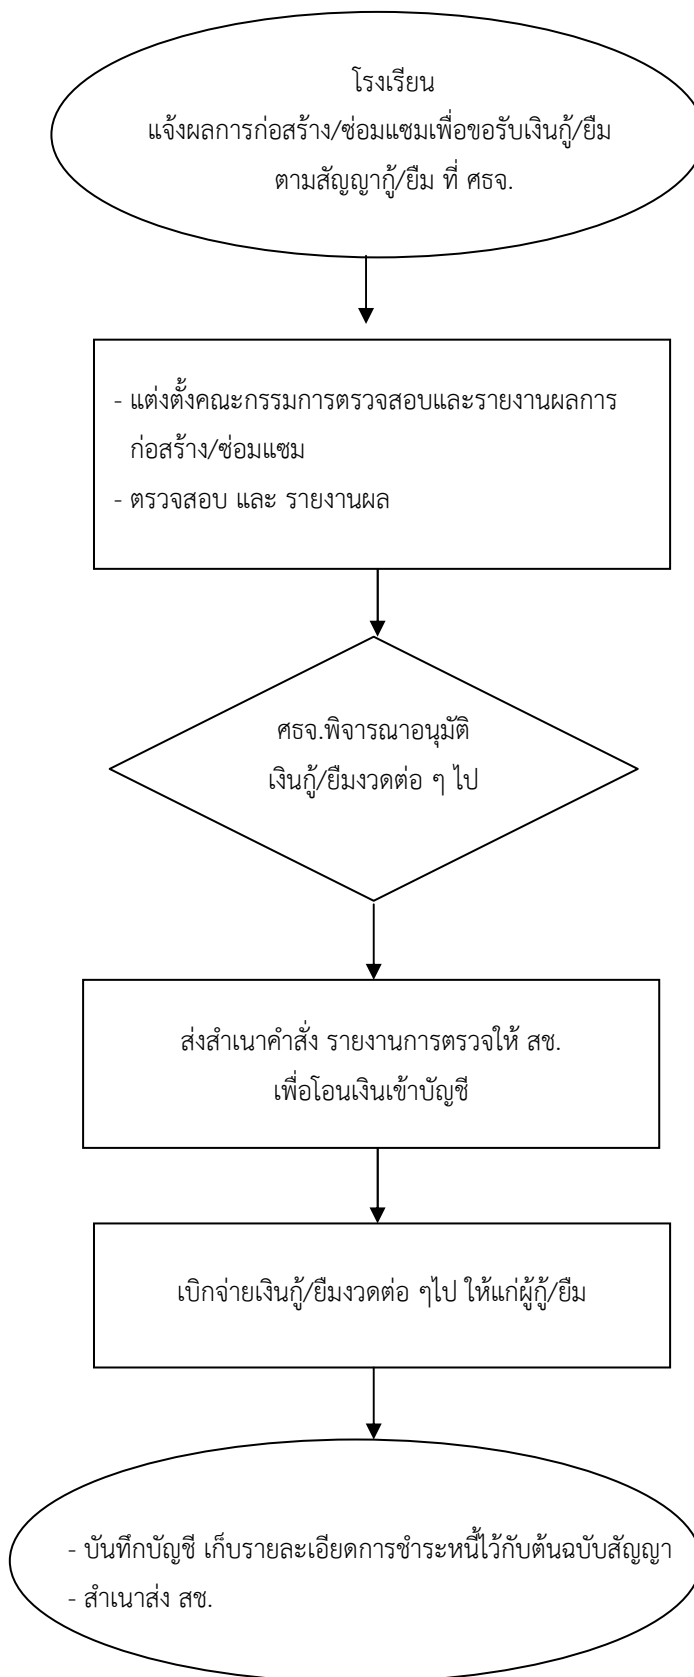 โรงเรียน
แจ้งผลการก่อสร้าง/ซ่อมแซมเพื่อขอรับเงินกู้/ยืม
ตามสัญญากู้/ยืม ที่ ศธจ.
- แต่งตั้งคณะกรรมการตรวจสอบและรายงานผลการ
ก่อสร้าง/ซ่อมแซม
- ตรวจสอบ และ รายงานผล
ศธจ.พิจารณาอนุมัติ
เงินกู้/ยืมงวดต่อ ๆ ไป
ส่งสำเนาคำสั่ง รายงานการตรวจให้ สช.
เพื่อโอนเงินเข้าบัญชี
เบิกจ่ายเงินกู้/ยืมงวดต่อ ๆไป ให้แก่ผู้กู้/ยืม
- บันทึกบัญชี เก็บรายละเอียดการชำระหนี้ไว้กับต้นฉบับสัญญา
- สำเนาส่ง สช.